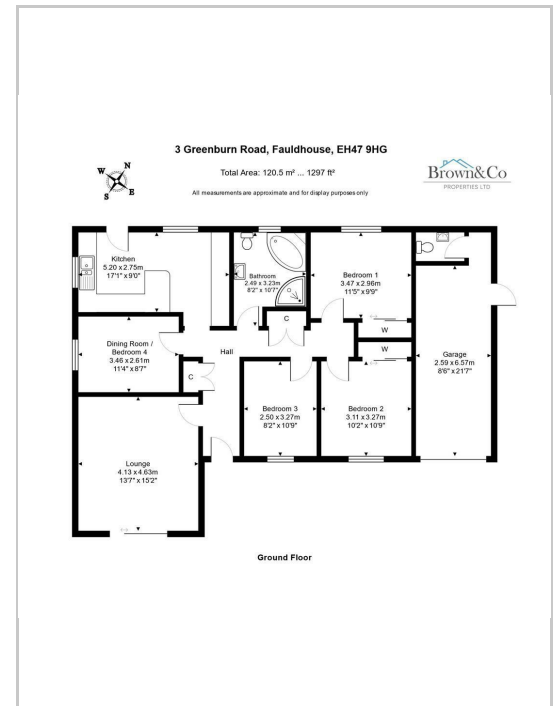 3 Greenburn Road, Fauldhouse, EH47 9HG
Total Area: 120.5 m² ... 1297 ft²
All measurements are approximate and for display purposes only
W N
S E
Brown&Co
PROPERTIES LTD
Kitchen
5.20 x 2.75m
17'1" x 9'0"
Bathroom
2.49 x 3.23m
8'2" x 10'7"
Bedroom 1
3.47 x 2.96m
11'5" x 9'9"
C
W
W
Dining Room /
Bedroom 4
3.46 x 2.61m
11'4" x 8'7"
Hall
C
Garage
2.59 x 6.57m
8'6" x 21'7"
Bedroom 3
2.50 x 3.27m
8'2" x 10'9"
Bedroom 2
3.11 x 3.27m
10'2" x 10'9"
Lounge
4.13 x 4.63m
13'7" x 15'2"
Ground Floor